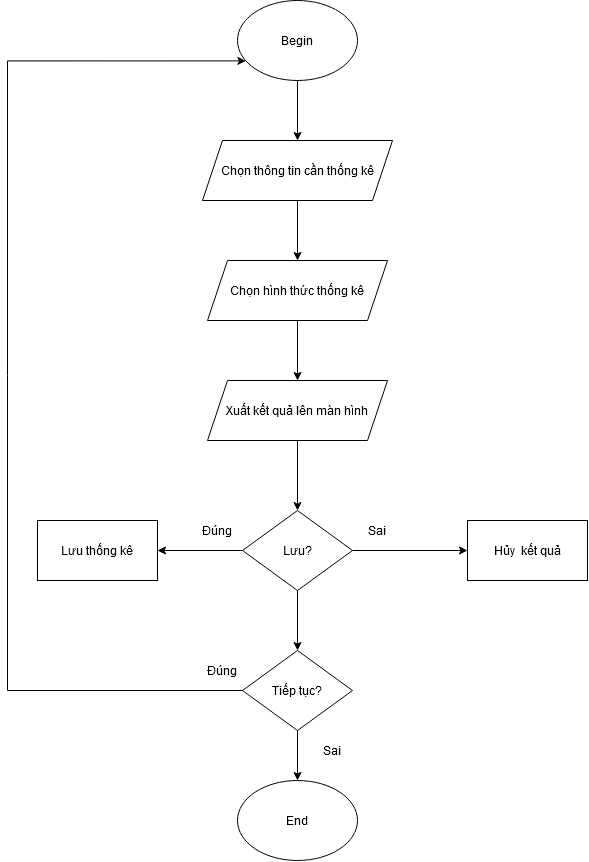 Begin
Chọn thông tin cần thống kê
Chọn hình thức thống kê
Xuất kết quả lên màn hình
Đúng
Sai
Lưu thống kê
Lưu?
Hủy kết quả
Đúng
Tiếp tục?
Sai
End